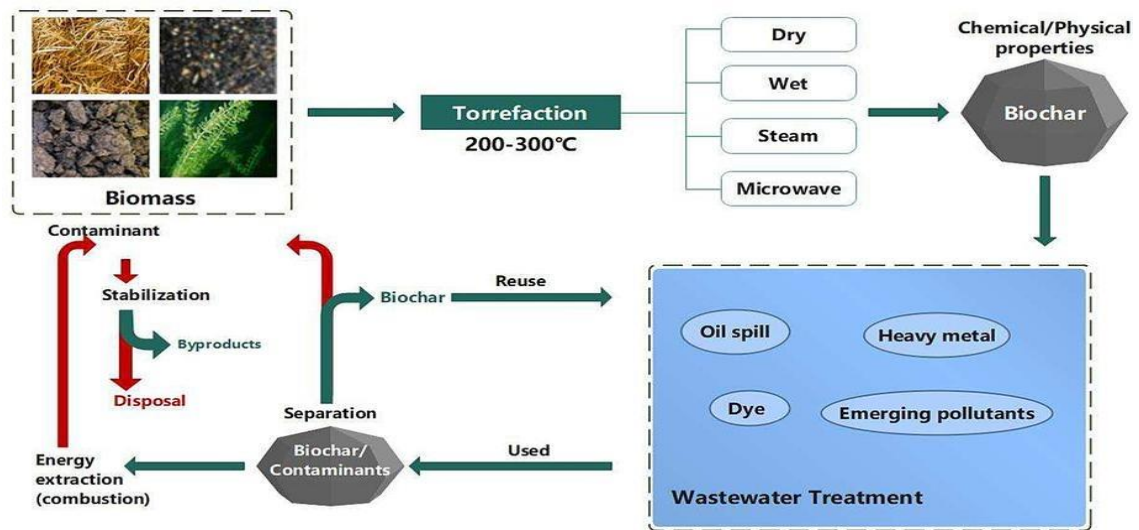 Biomass
Torrefaction
200-300℃
Dry
Wet
Steam
Microwave
Chemical/Physical
properties
Biochar
Contaminant
Stabilization
Byproducts
Disposal
Energy
extraction
(combustion)
Biochar
Reuse
Separation
Biochar/
Contaminants
Used
Oil spill
Heavy metal
Dye
Emerging pollutants
Wastewater Treatment